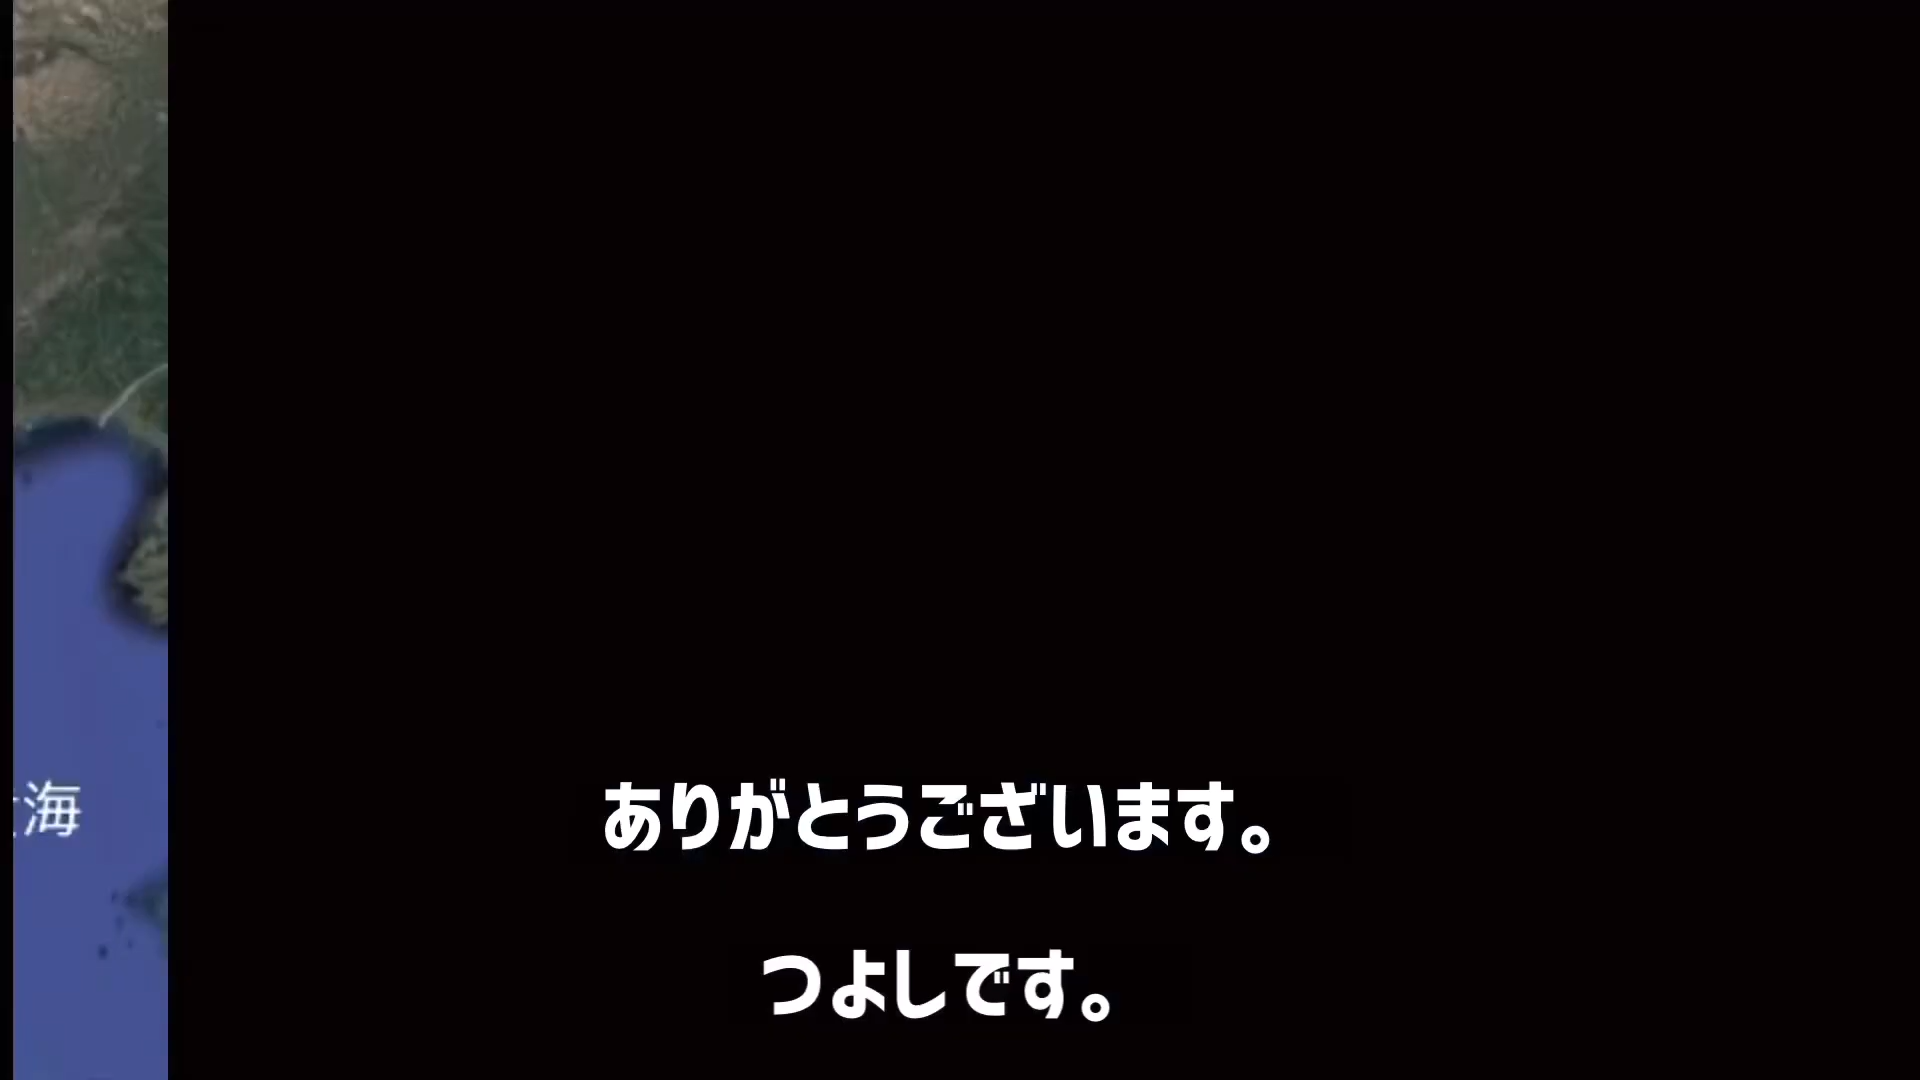 海
ありがとうございます。
つよしです。